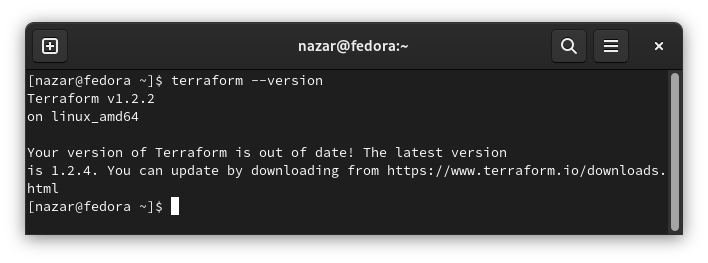 nazar@fedora:~
[nazar@fedora ~]$ terraform --version
Terraform v1.2.2
on linux_amd64
Your version of Terraform is out of date! The latest version
is 1.2.4. You can update by downloading from https://www.terraform.io/downloads.
html
[nazar@fedora ~]$